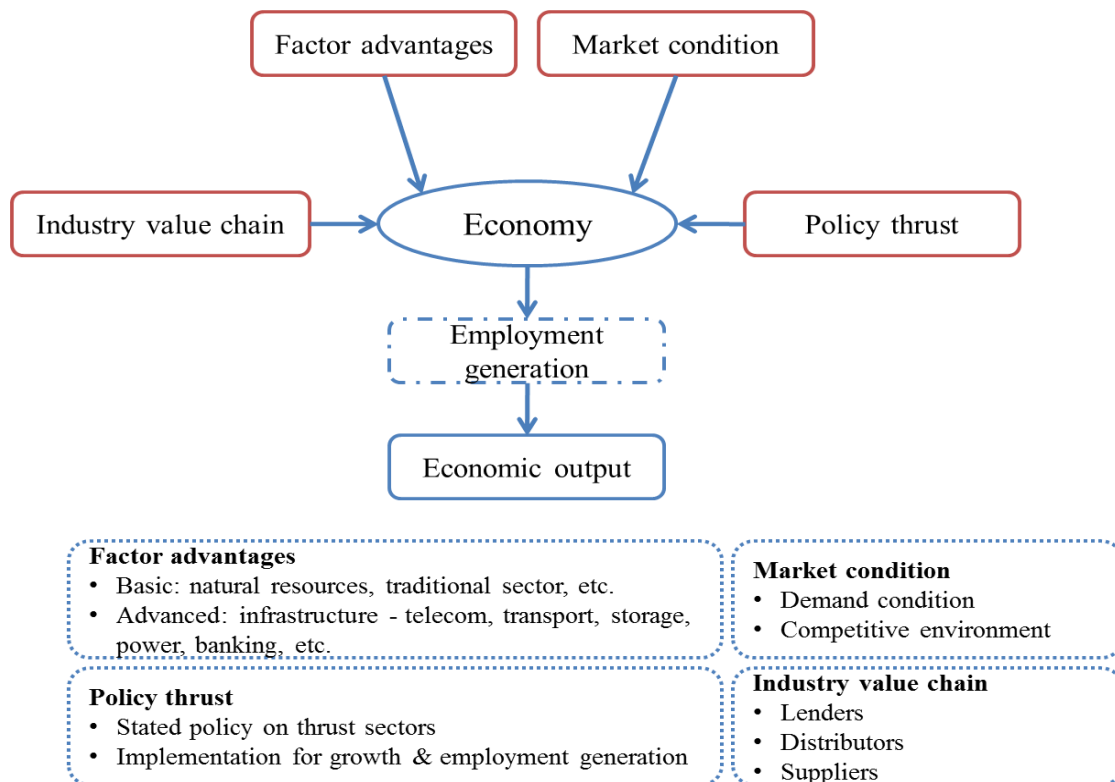 Factor advantages
Market condition
Industry value chain
Economy
Policy thrust
Employment
generation
Economic output
Factor advantages
• Basic: natural resources, traditional sector, etc.
• Advanced: infrastructure - telecom, transport, storage,
power, banking, etc.
Market condition
• Demand condition
• Competitive environment
Policy thrust
• Stated policy on thrust sectors
• Implementation for growth & employment generation
Industry value chain
• Lenders
• Distributors
• Suppliers